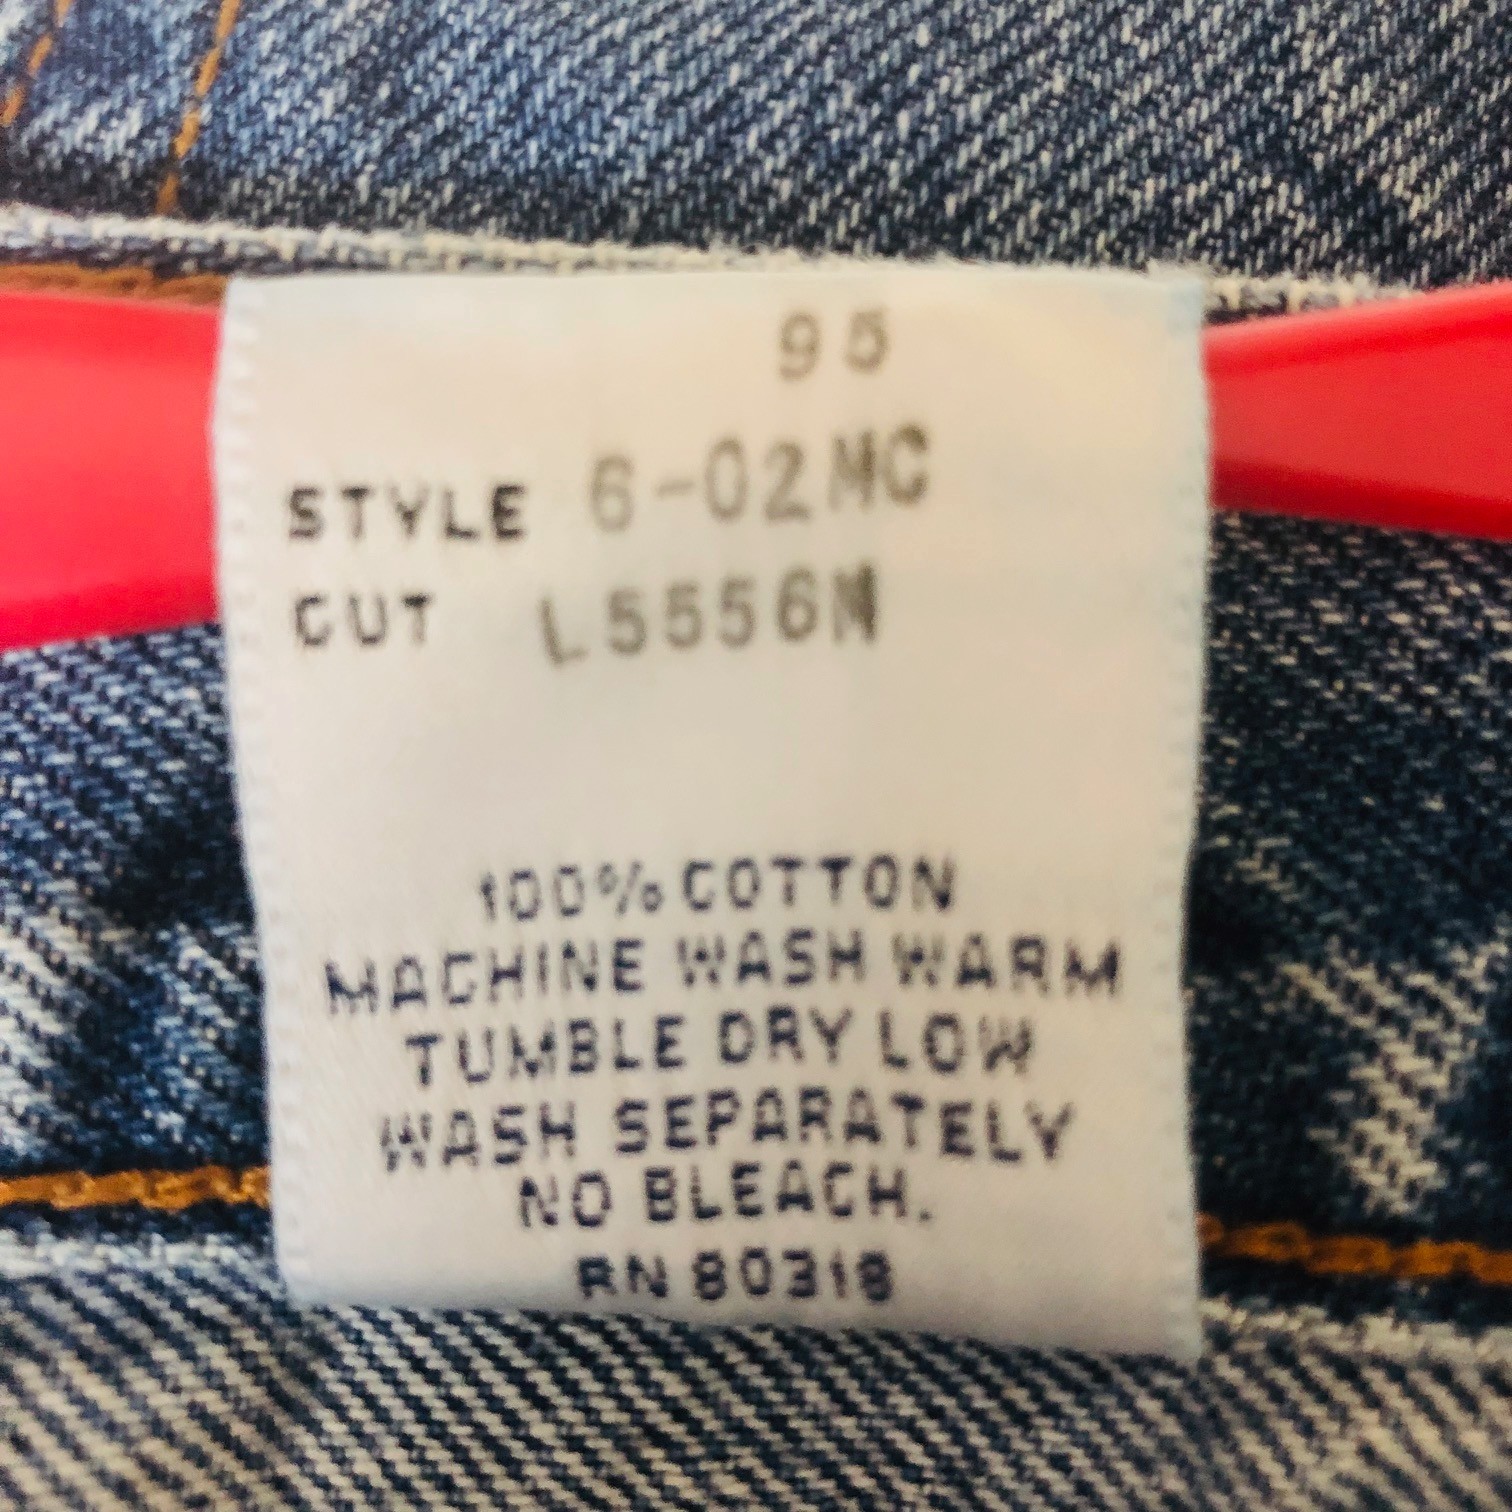 95
STYLE 6-02MC
CUT L5556M
100% COTTON
MACHINE WASH WARM
TUMBLE DRY LOW
WASH SEPARATELY
NO BLEACH.
RN 80318